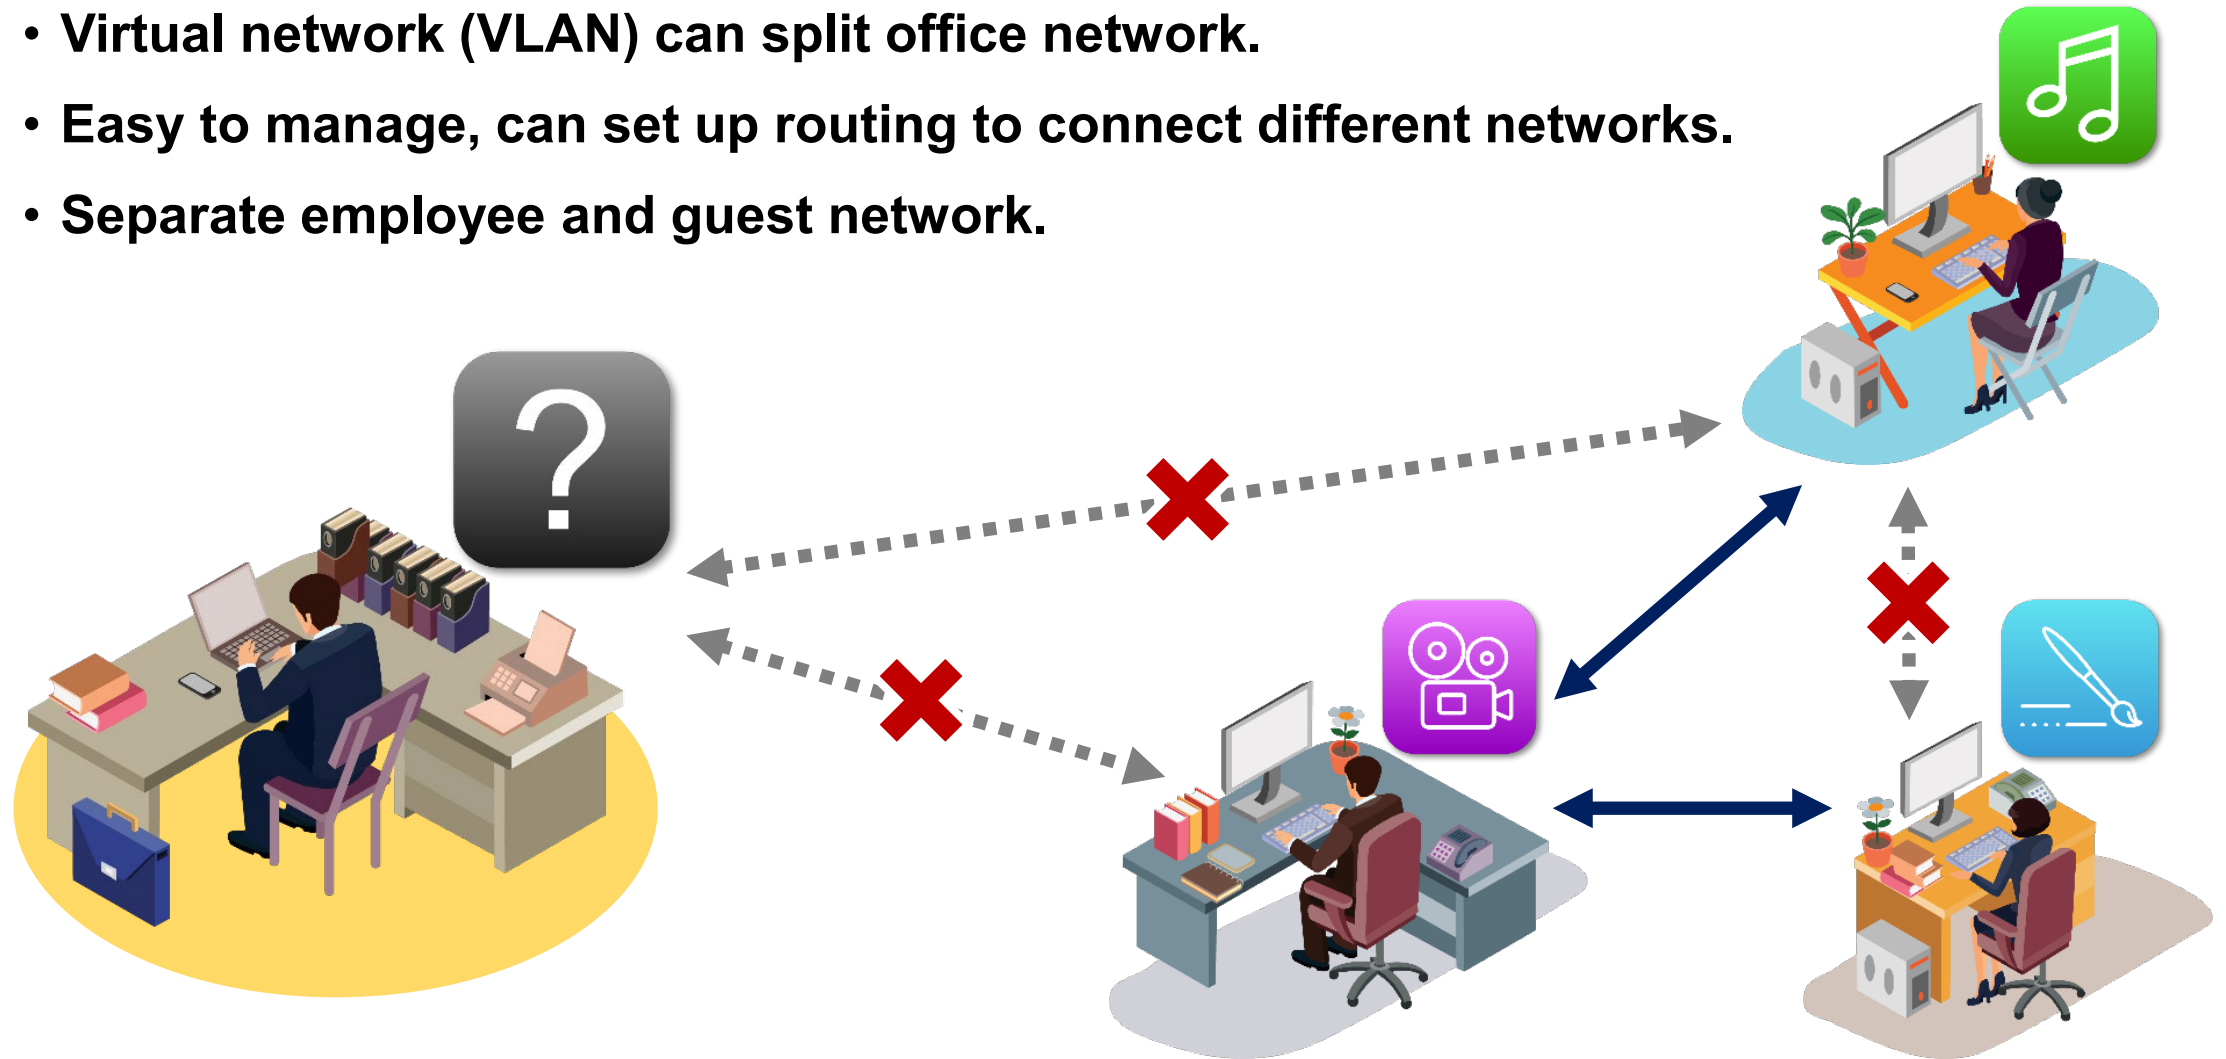 • Virtual network (VLAN) can split office network.
• Easy to manage, can set up routing to connect different networks.
• Separate employee and guest network.
?